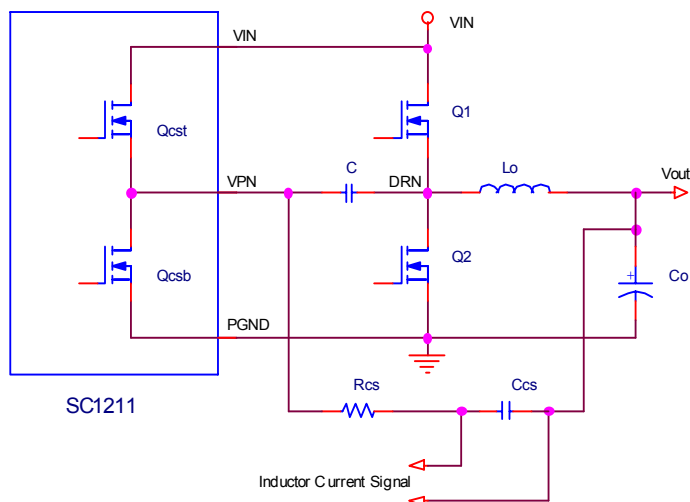 VIN
VIN
Qcst
Q1
VPN
C
DRN
Lo
Vout
Qcsb
Q2
+
Co
PGND
SC1211
Rcs
Ccs
Inductor Current Signal